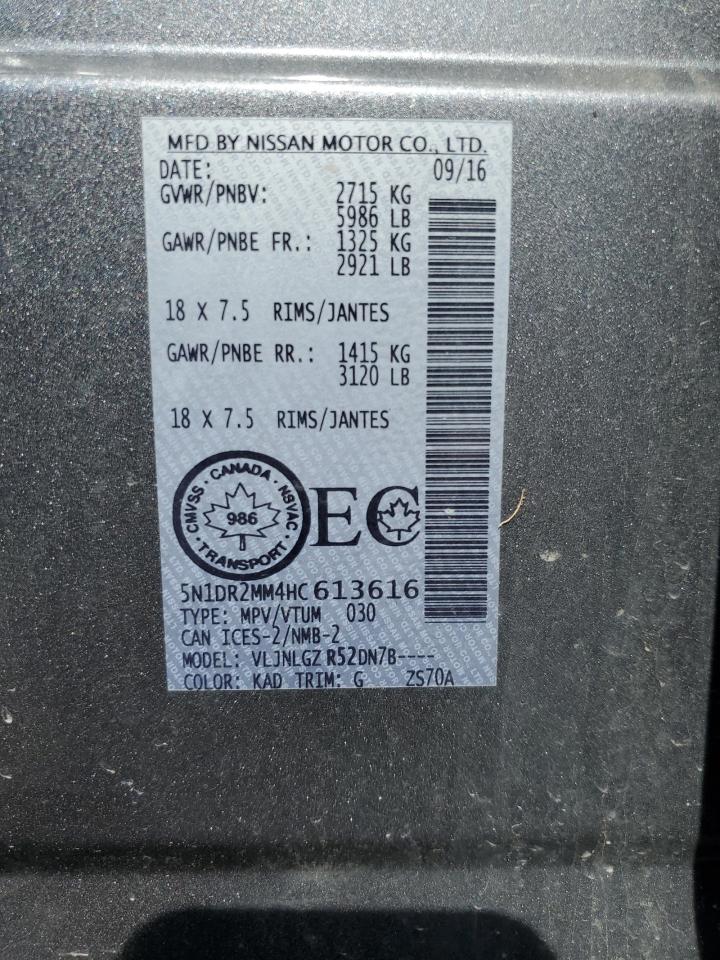 MFD BY NISSAN MOTOR CO., LTD.
DATE: 09/16
GVWR/PNBV: 2715 KG
5986 LB
GAWR/PNBE FR.: 1325 KG
2921 LB
18 X 7.5 RIMS/JANTES
GAWR/PNBE RR.: 1415 KG
3120 LB
18 X 7.5 RIMS/JANTES
CMVSS · CANADA · NSVAC · TRANSPORT ·
986
EC
5N1DR2MM4HC613616
TYPE: MPV/VTUM 030
CAN ICES-2/NMB-2
MODEL: VLJNLGZ R52DN7B----
COLOR: KAD TRIM: G ZS70A